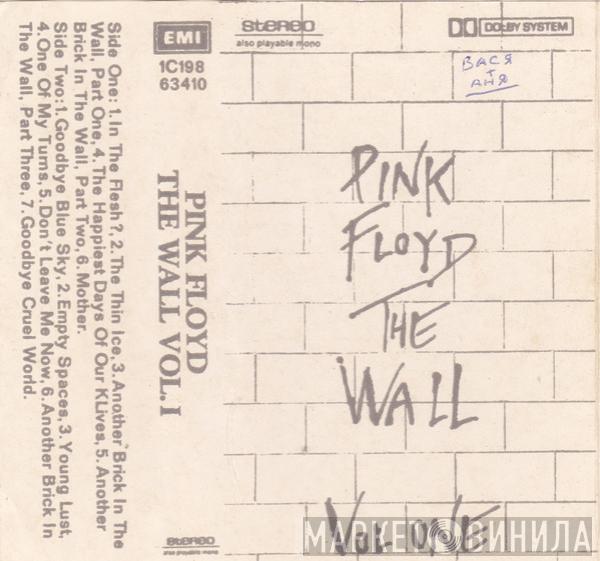 Side One: 1. In The Flesh?, 2. The Thin Ice, 3. Another Brick In The
Wall, Part One, 4. The Happiest Days Of Our KLives, 5. Another
Brick In The Wall, Part Two, 6. Mother.
Side Two: 1. Goodbye Blue Sky, 2. Empty Spaces, 3. Young Lust,
4. One Of My Turns, 5. Don't Leave Me Now, 6. Another Brick In
The Wall, Part Three, 7. Goodbye Cruel World.
EMI
1C198
63410
PINK FLOYD
THE WALL VOL. I
stereo
also playable mono
stereo
also playable mono
DOLBY SYSTEM
ВАСЯ
+
АНЯ
PINK
FLOYD
THE
WALL
VOL ONE
МАРКЕТ ВИНИЛА